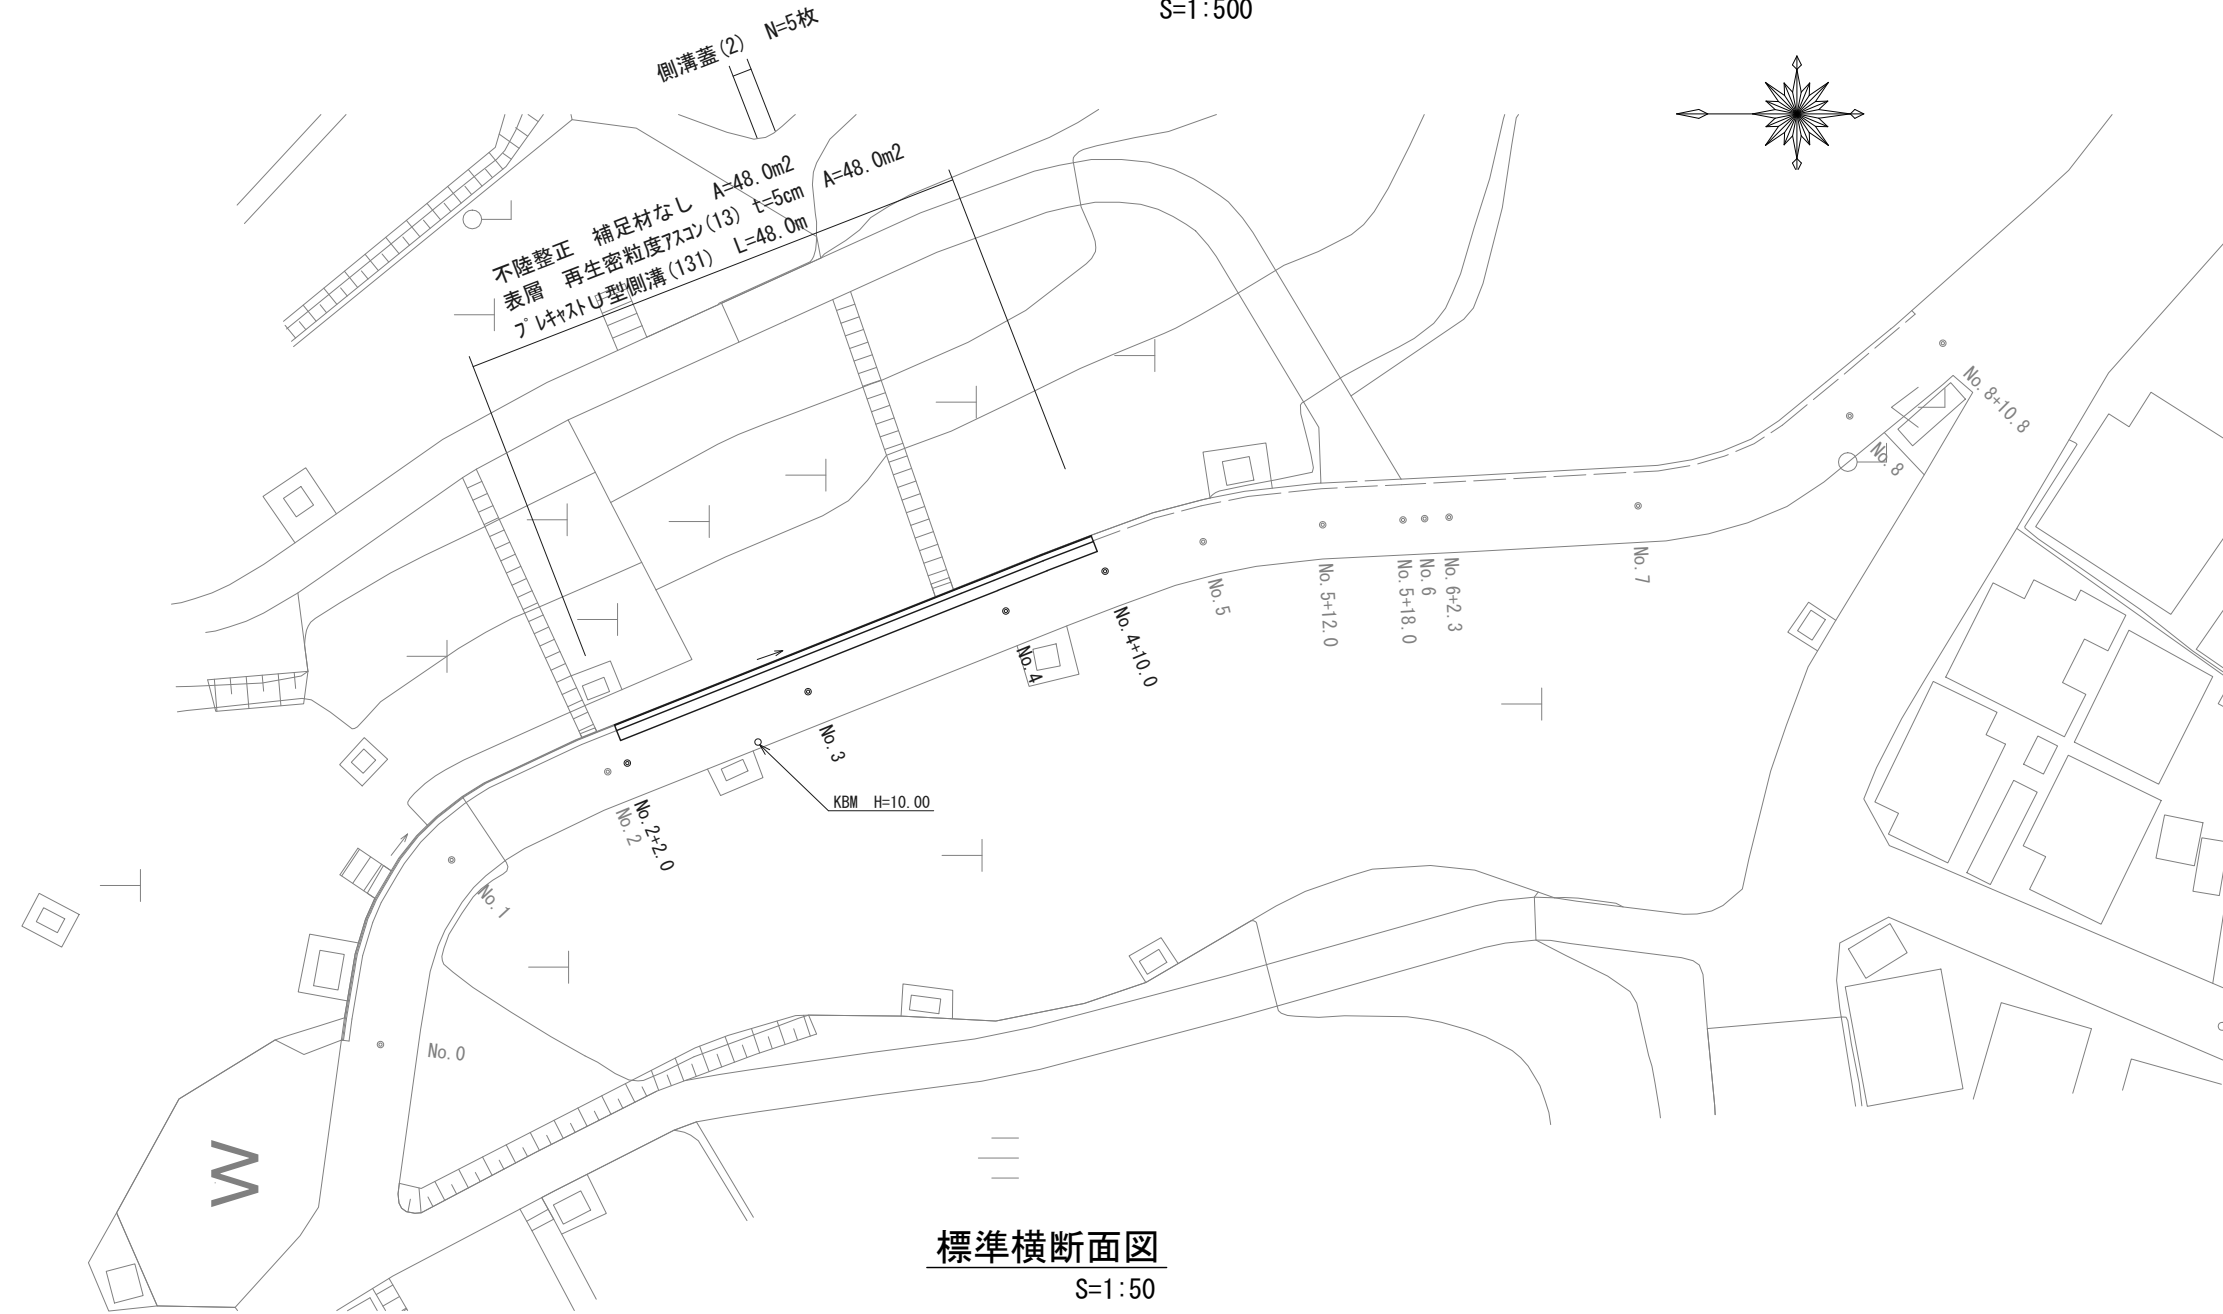 S=1:500
側溝蓋(2) N=5枚
不陸整正 補足材なし A=48.0m2
表層 再生密粒度アスコン(13) t=5cm A=48.0m2
プレキャストU型側溝(131) L=48.0m
No.8+10.8
No.8
No.7
No.6+2.3
No.6
No.5+18.0
No.5+12.0
No.5
No.4+10.0
No.4
No.3
KBM H=10.00
No.2+2.0
No.2
No.1
No.0
W
標準横断面図
S=1:50